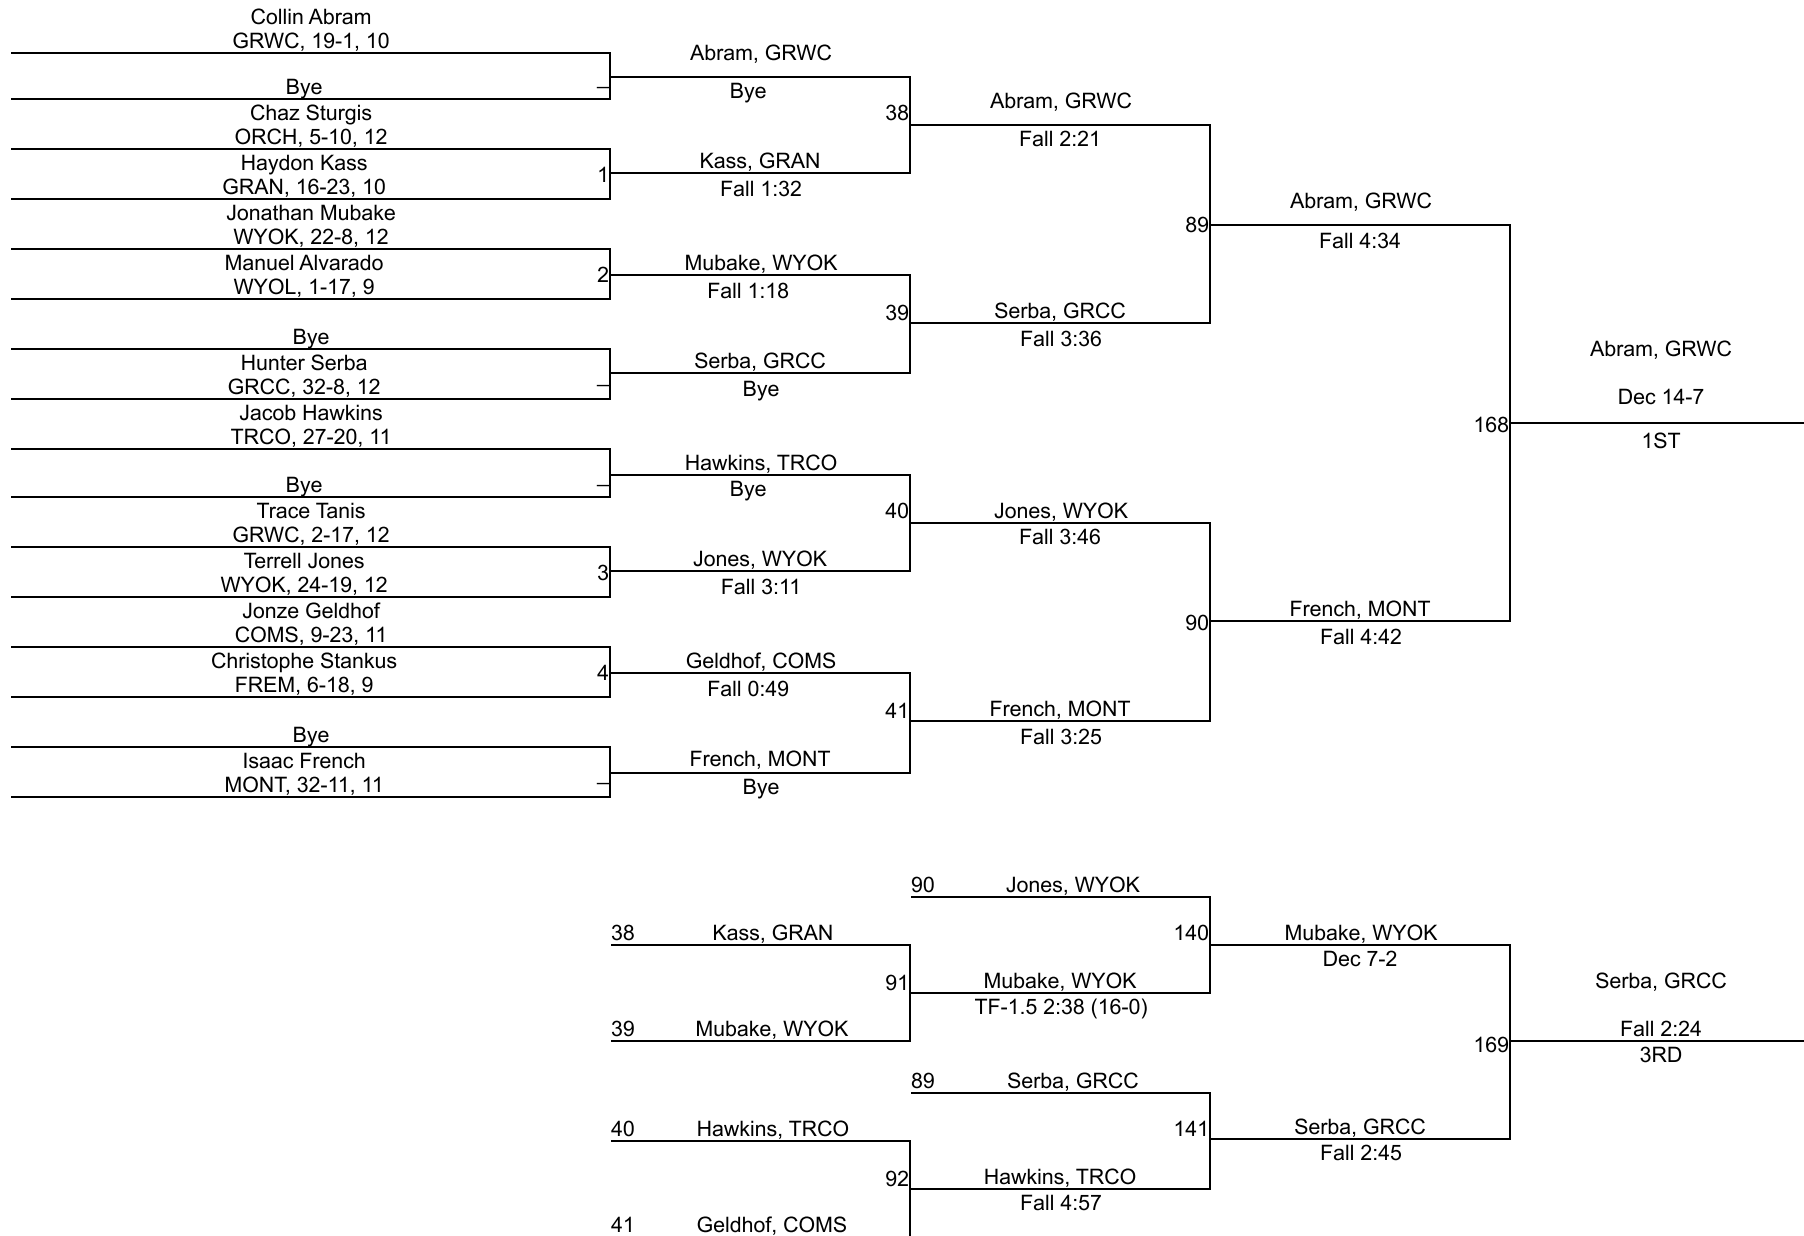 Collin Abram
GRWC, 19-1, 10
Bye
Chaz Sturgis
ORCH, 5-10, 12
Haydon Kass
GRAN, 16-23, 10
Jonathan Mubake
WYOK, 22-8, 12
Manuel Alvarado
WYOL, 1-17, 9
Bye
Hunter Serba
GRCC, 32-8, 12
Jacob Hawkins
TRCO, 27-20, 11
Bye
Trace Tanis
GRWC, 2-17, 12
Terrell Jones
WYOK, 24-19, 12
Jonze Geldhof
COMS, 9-23, 11
Christophe Stankus
FREM, 6-18, 9
Bye
Isaac French
MONT, 32-11, 11
1
2
3
4
Abram, GRWC
Bye
Kass, GRAN
Fall 1:32
Mubake, WYOK
Fall 1:18
Serba, GRCC
Bye
Hawkins, TRCO
Bye
Jones, WYOK
Fall 3:11
Geldhof, COMS
Fall 0:49
French, MONT
Bye
38
39
40
41
Abram, GRWC
Fall 2:21
Serba, GRCC
Fall 3:36
Jones, WYOK
Fall 3:46
French, MONT
Fall 3:25
89
90
Abram, GRWC
Fall 4:34
French, MONT
Fall 4:42
168
Abram, GRWC
Dec 14-7
1ST
38 Kass, GRAN
39 Mubake, WYOK
40 Hawkins, TRCO
41 Geldhof, COMS
91
92
90 Jones, WYOK
Mubake, WYOK
TF-1.5 2:38 (16-0)
89 Serba, GRCC
Hawkins, TRCO
Fall 4:57
140
141
Mubake, WYOK
Dec 7-2
Serba, GRCC
Fall 2:45
169
Serba, GRCC
Fall 2:24
3RD